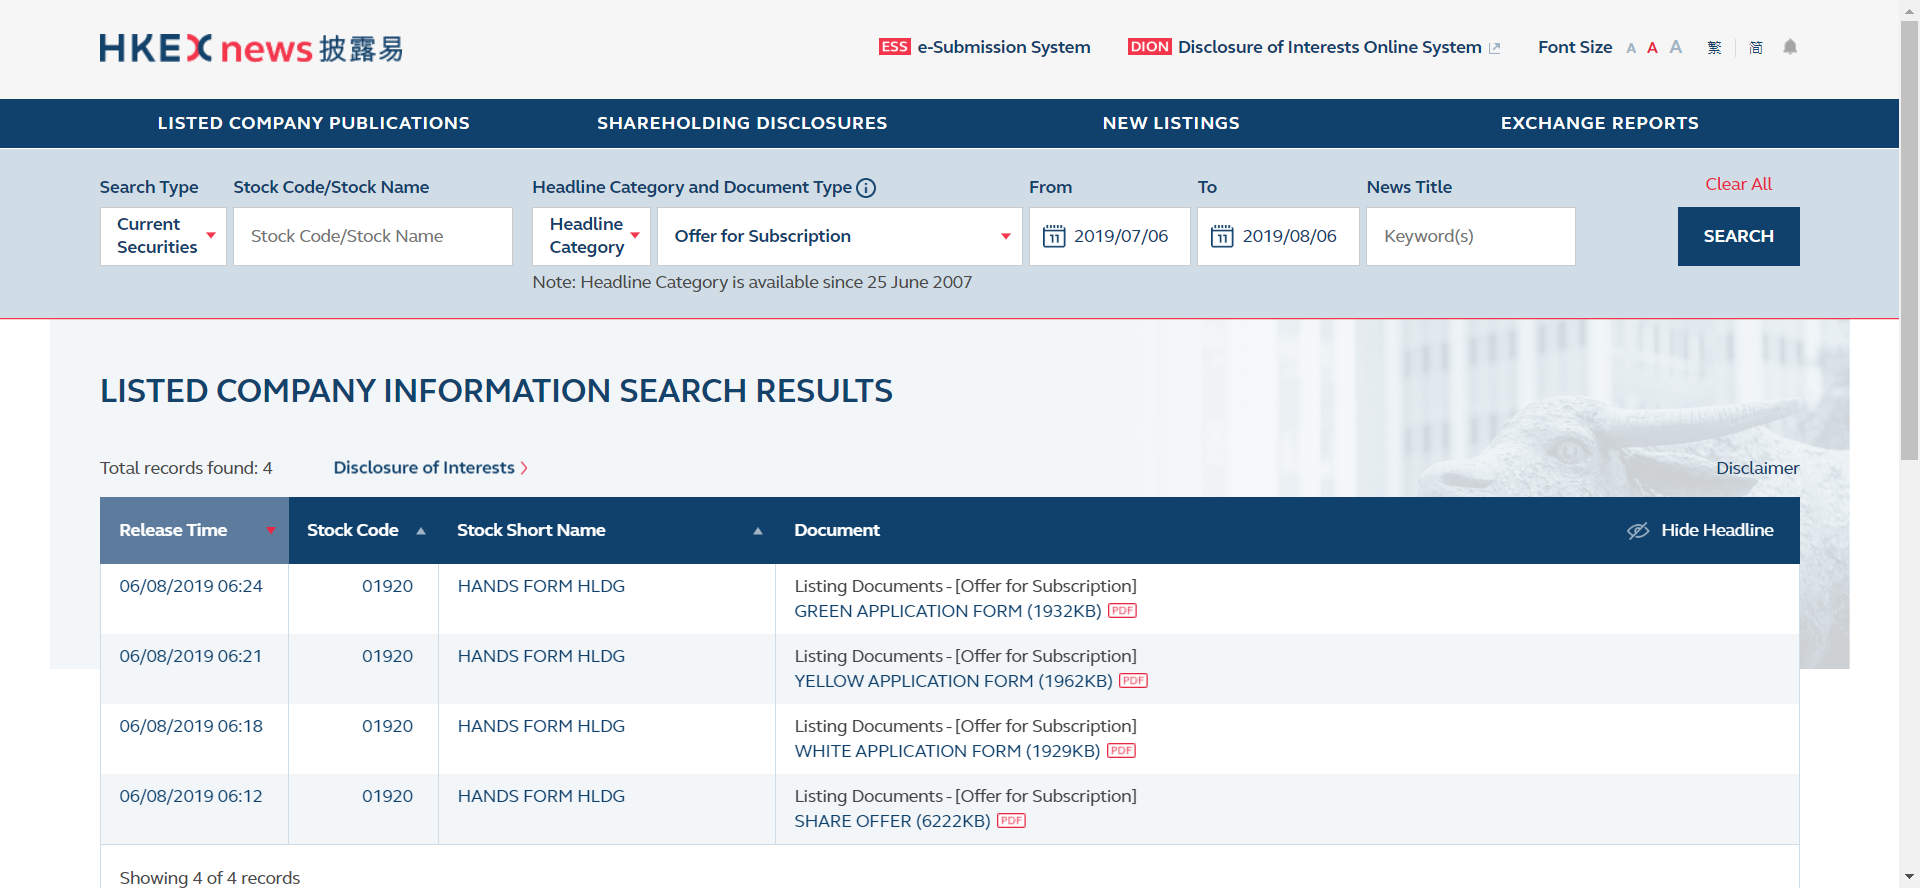 HKEX news 披露易
ESS e-Submission System
DION Disclosure of Interests Online System
Font Size A A A 繁 简
LISTED COMPANY PUBLICATIONS SHAREHOLDING DISCLOSURES NEW LISTINGS EXCHANGE REPORTS
Search Type Stock Code/Stock Name Headline Category and Document Type From To News Title Clear All
Current Securities Stock Code/Stock Name Headline Category Offer for Subscription 11 2019/07/06 11 2019/08/06 Keyword(s) SEARCH
Note: Headline Category is available since 25 June 2007
LISTED COMPANY INFORMATION SEARCH RESULTS
Total records found: 4 Disclosure of Interests Disclaimer
Release Time Stock Code Stock Short Name Document Hide Headline
06/08/2019 06:24 01920 HANDS FORM HLDG Listing Documents - [Offer for Subscription]
GREEN APPLICATION FORM (1932KB) PDF
06/08/2019 06:21 01920 HANDS FORM HLDG Listing Documents - [Offer for Subscription]
YELLOW APPLICATION FORM (1962KB) PDF
06/08/2019 06:18 01920 HANDS FORM HLDG Listing Documents - [Offer for Subscription]
WHITE APPLICATION FORM (1929KB) PDF
06/08/2019 06:12 01920 HANDS FORM HLDG Listing Documents - [Offer for Subscription]
SHARE OFFER (6222KB) PDF
Showing 4 of 4 records